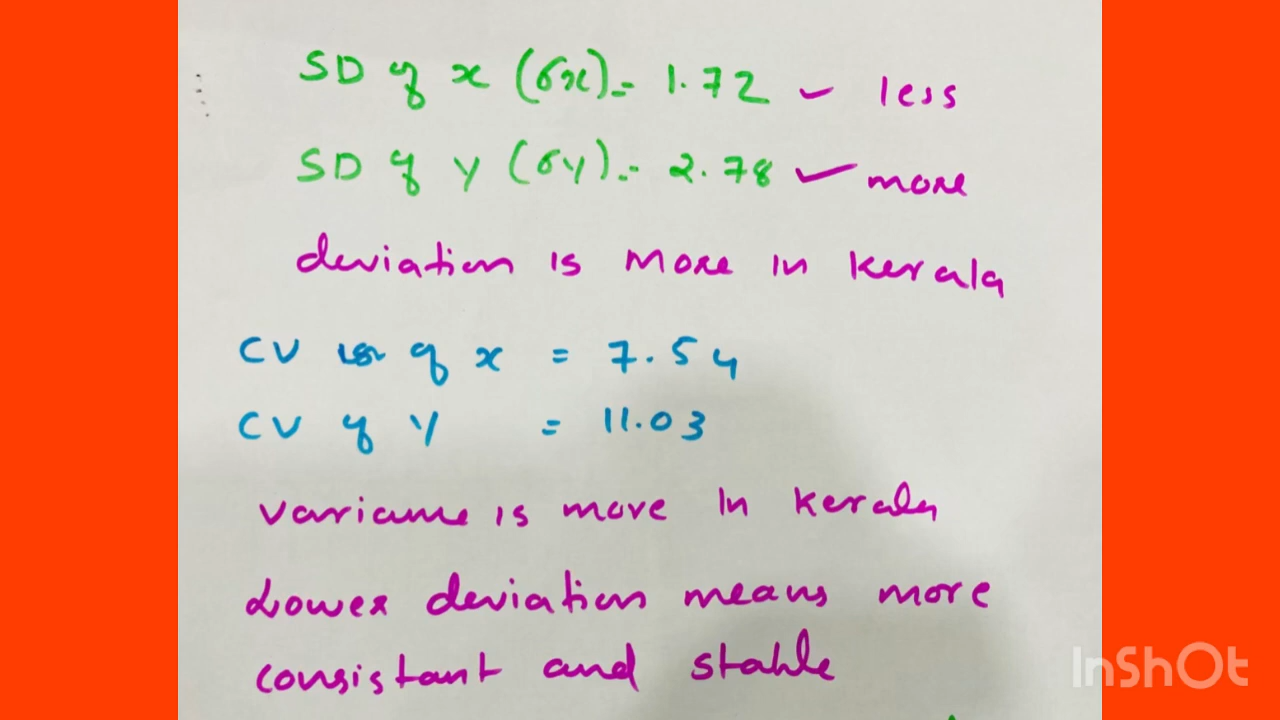 SD of x (σx) = 1.72 ✓ less
SD of y (σy) = 2.78 ✓ more
deviation is more in kerala
CV of x = 7.54
CV of y = 11.03
variance is more in kerala
Lower deviation means more
consistant and stable
InShOt